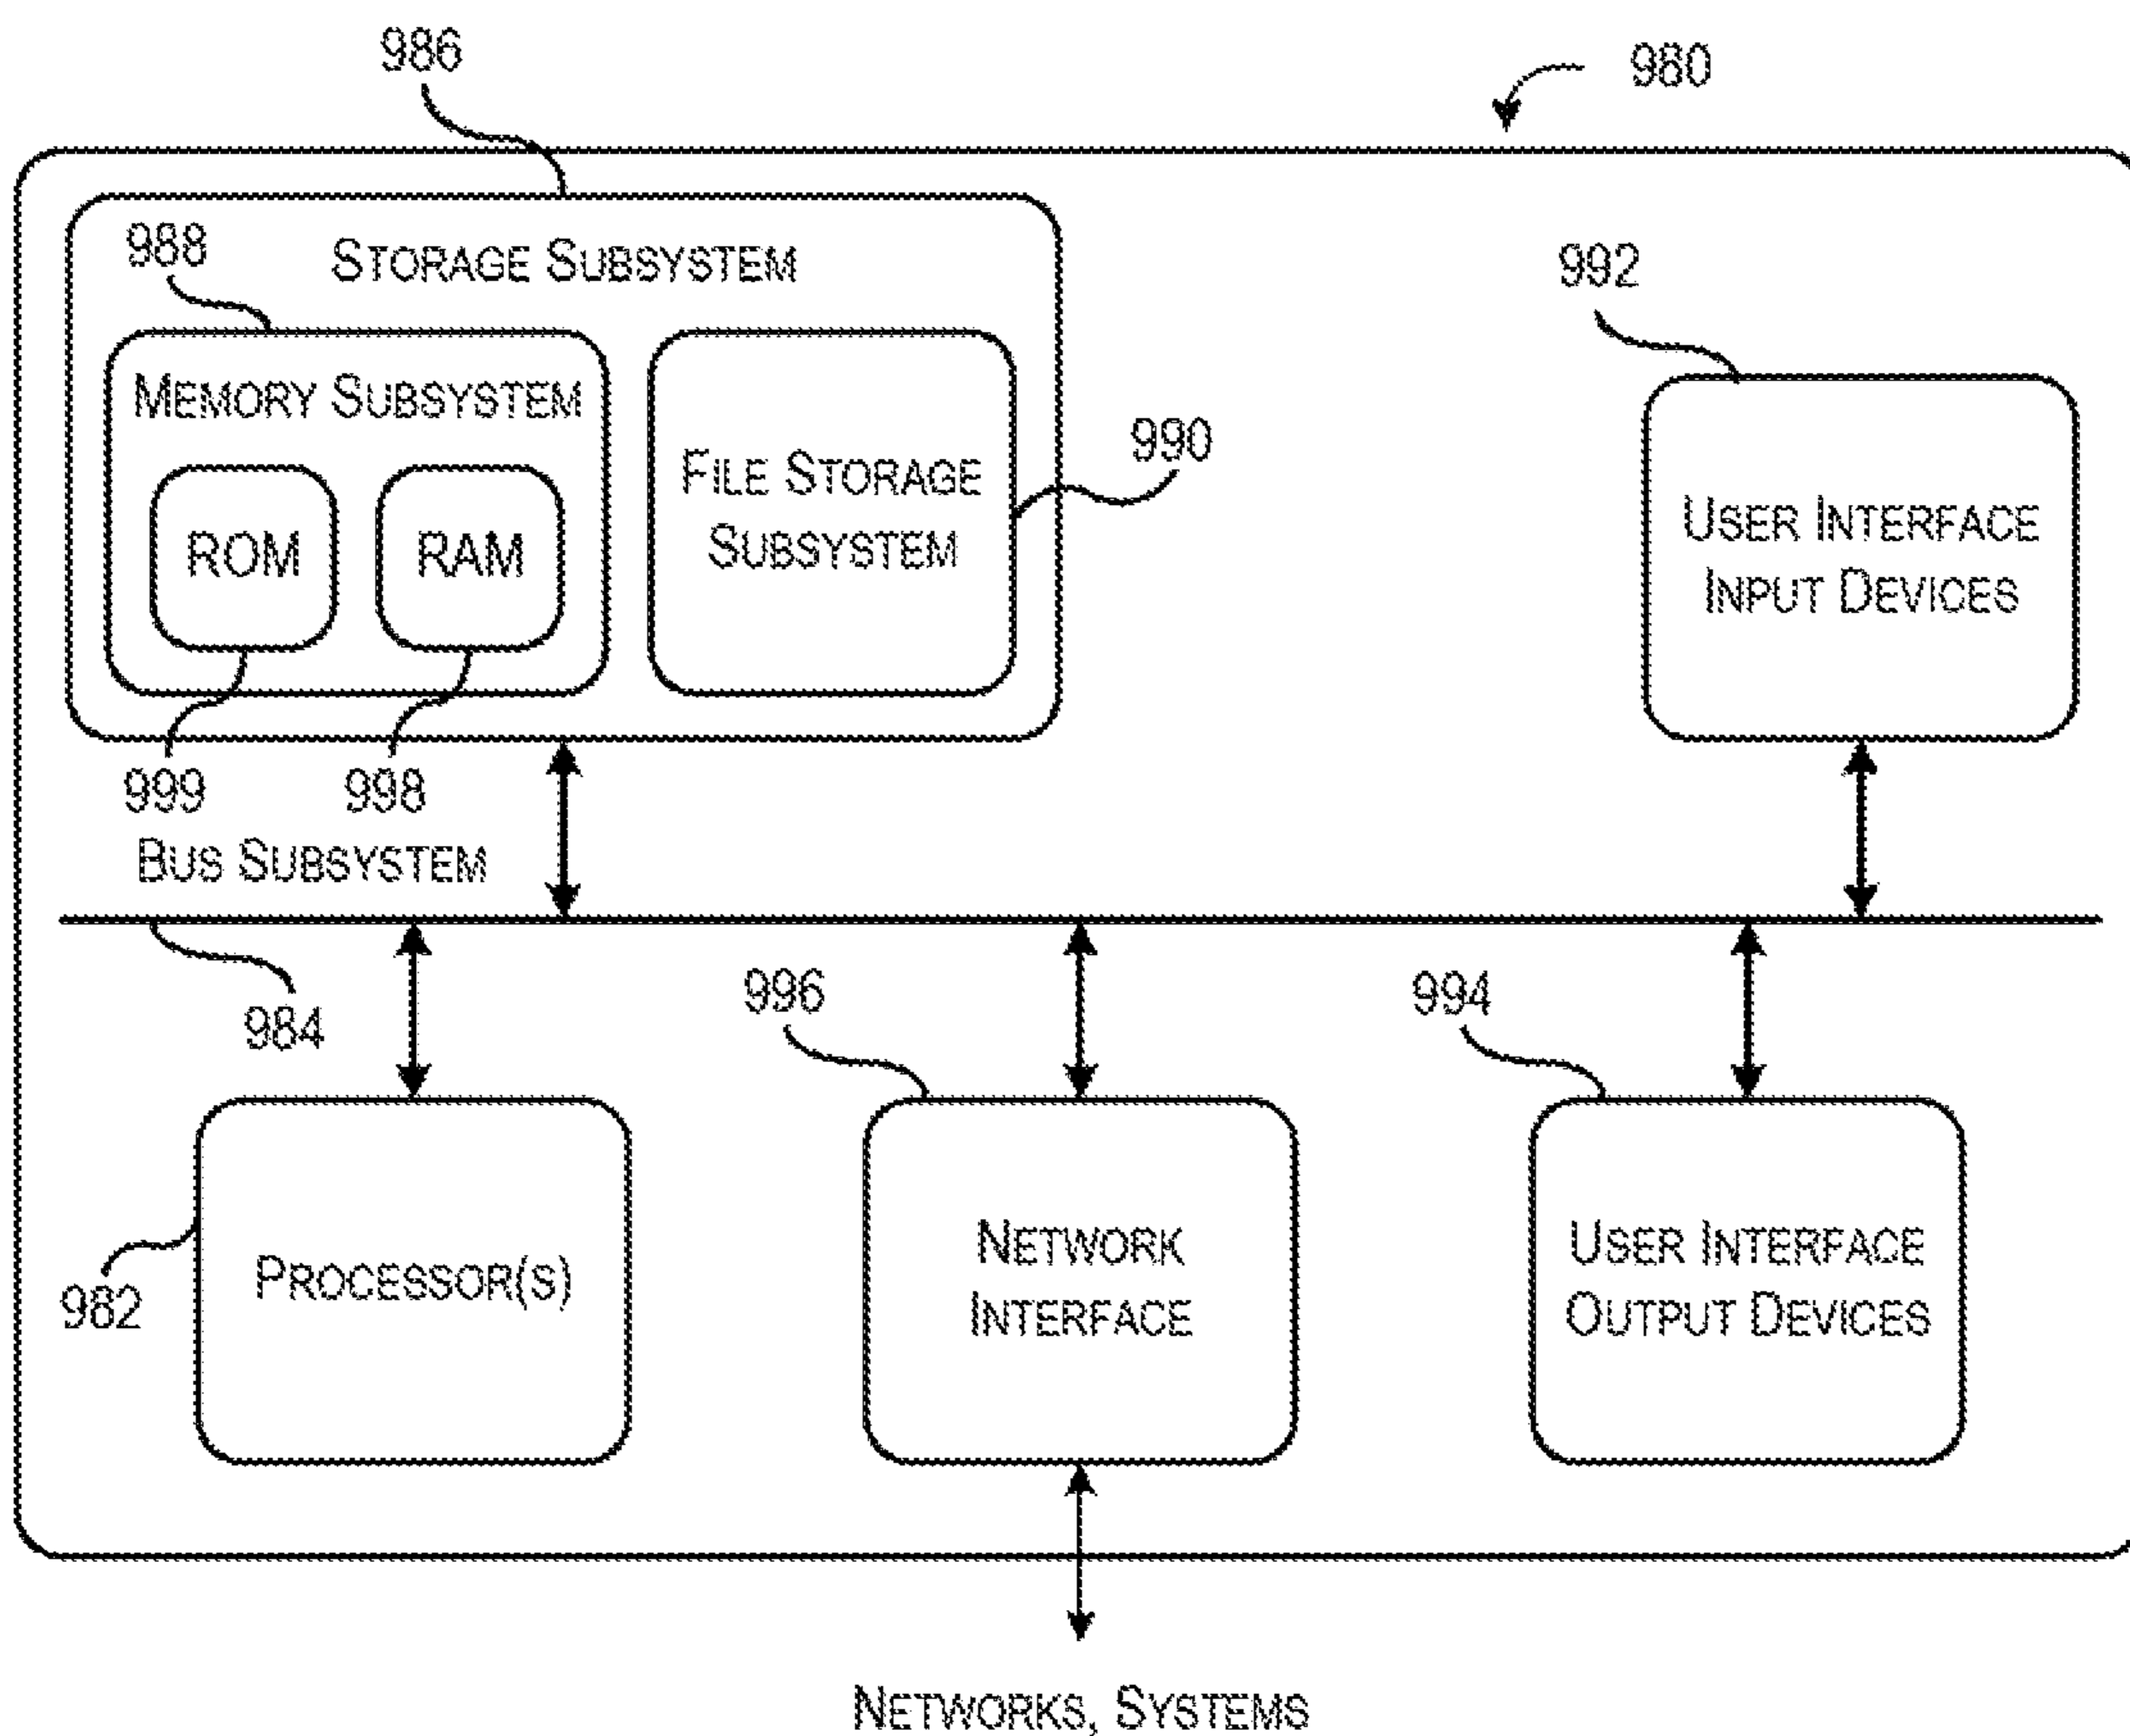 986
980
988
STORAGE SUBSYSTEM
992
MEMORY SUBSYSTEM
990
FILE STORAGE
SUBSYSTEM
ROM
RAM
USER INTERFACE
INPUT DEVICES
999
998
BUS SUBSYSTEM
984
996
994
982
PROCESSOR(S)
NETWORK
INTERFACE
USER INTERFACE
OUTPUT DEVICES
NETWORKS, SYSTEMS